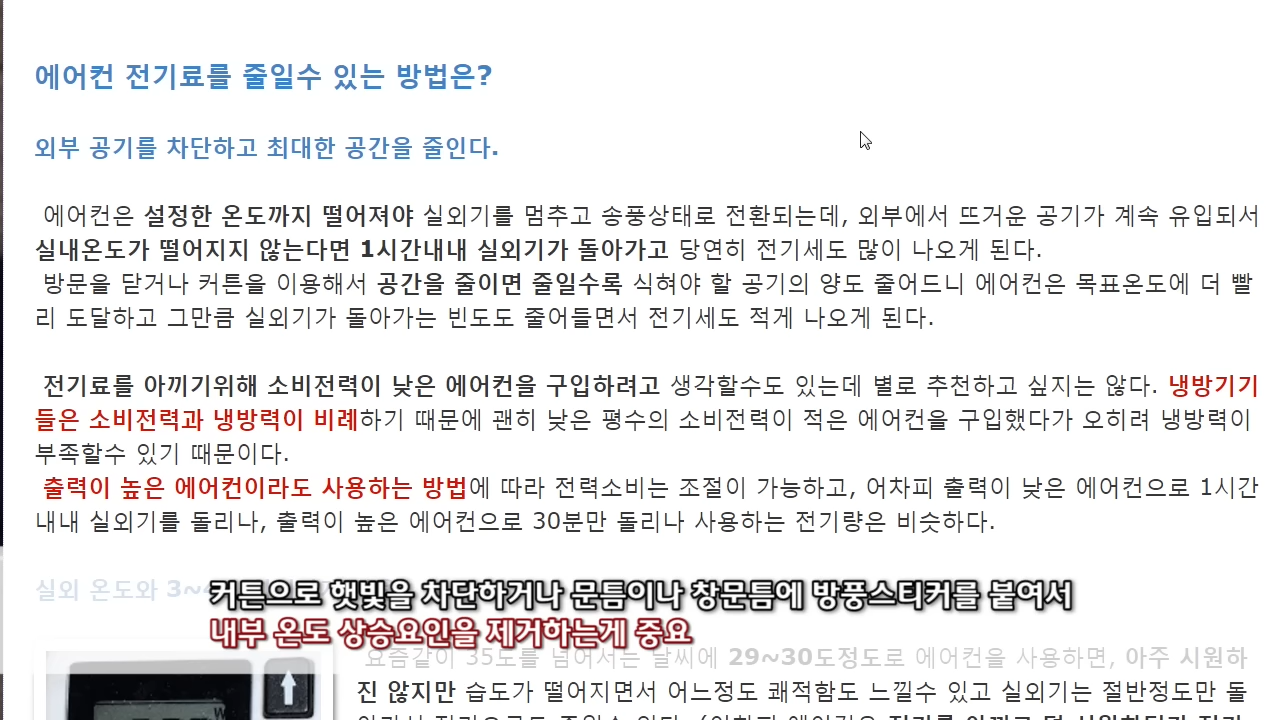 에어컨 전기료를 줄일수 있는 방법은?
외부 공기를 차단하고 최대한 공간을 줄인다.
에어컨은 설정한 온도까지 떨어져야 실외기를 멈추고 송풍상태로 전환되는데, 외부에서 뜨거운 공기가 계속 유입되서
실내온도가 떨어지지 않는다면 1시간내내 실외기가 돌아가고 당연히 전기세도 많이 나오게 된다.
방문을 닫거나 커튼을 이용해서 공간을 줄이면 줄일수록 식혀야 할 공기의 양도 줄어드니 에어컨은 목표온도에 더 빨
리 도달하고 그만큼 실외기가 돌아가는 빈도도 줄어들면서 전기세도 적게 나오게 된다.
전기료를 아끼기위해 소비전력이 낮은 에어컨을 구입하려고 생각할수도 있는데 별로 추천하고 싶지는 않다. 냉방기기
들은 소비전력과 냉방력이 비례하기 때문에 괜히 낮은 평수의 소비전력이 적은 에어컨을 구입했다가 오히려 냉방력이
부족할수 있기 때문이다.
출력이 높은 에어컨이라도 사용하는 방법에 따라 전력소비는 조절이 가능하고, 어차피 출력이 낮은 에어컨으로 1시간
내내 실외기를 돌리나, 출력이 높은 에어컨으로 30분만 돌리나 사용하는 전기량은 비슷하다.
실외 온도와 3~4
커튼으로 햇빛을 차단하거나 문틈이나 창문틈에 방풍스티커를 붙여서
내부 온도 상승요인을 제거하는게 중요
요즘같이 35도를 넘어서는 날씨에 29~30도정도로 에어컨을 사용하면, 아주 시원하
진 않지만 습도가 떨어지면서 어느정도 쾌적함도 느낄수 있고 실외기는 절반정도만 돌